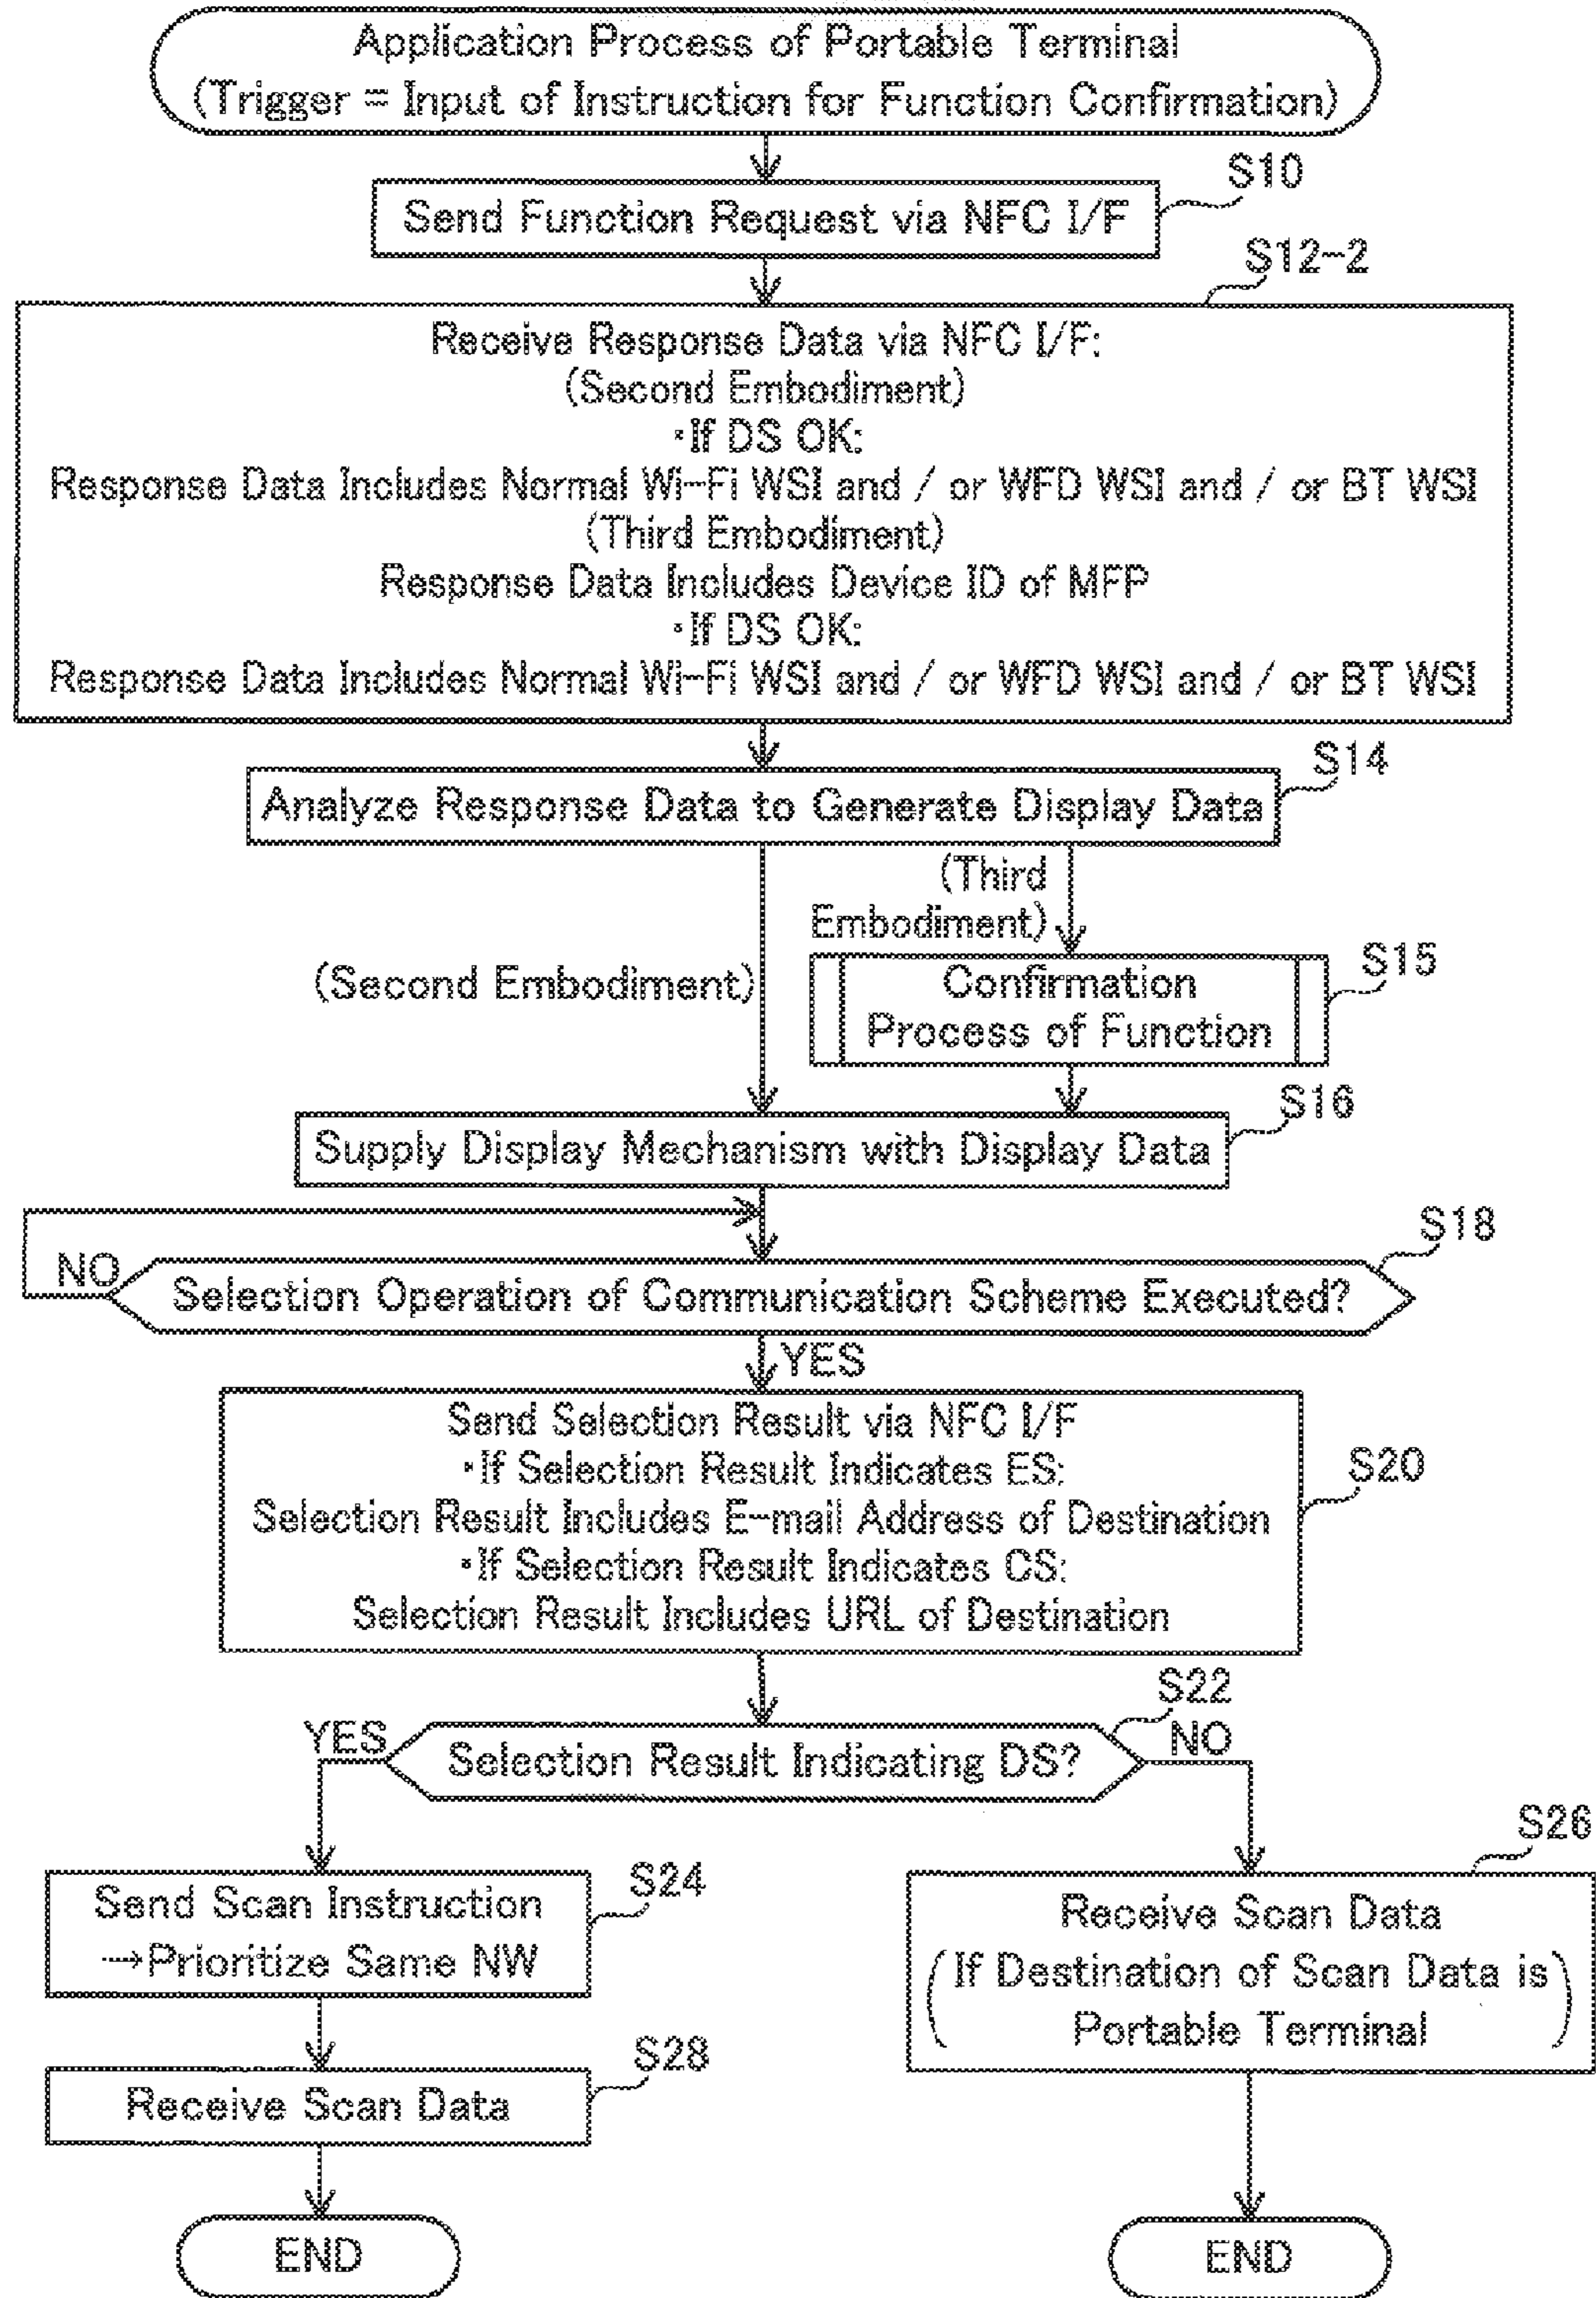 Application Process of Portable Terminal
(Trigger = Input of Instruction for Function Confirmation)
S10
Send Function Request via NFC I/F
S12-2
Receive Response Data via NFC I/F:
(Second Embodiment)
・If DS OK:
Response Data Includes Normal Wi-Fi WSI and / or WFD WSI and / or BT WSI
(Third Embodiment)
Response Data Includes Device ID of MFP
・If DS OK:
Response Data Includes Normal Wi-Fi WSI and / or WFD WSI and / or BT WSI
S14
Analyze Response Data to Generate Display Data
(Third
Embodiment)
(Second Embodiment)
S15
Confirmation
Process of Function
S16
Supply Display Mechanism with Display Data
S18
NO
Selection Operation of Communication Scheme Executed?
YES
Send Selection Result via NFC I/F
・If Selection Result Indicates ES:
S20
Selection Result Includes E-mail Address of Destination
・If Selection Result Indicates CS:
Selection Result Includes URL of Destination
S22
YES
Selection Result Indicating DS?
NO
S24
Send Scan Instruction
→Prioritize Same NW
S26
Receive Scan Data
(If Destination of Scan Data is
Portable Terminal)
S28
Receive Scan Data
END
END